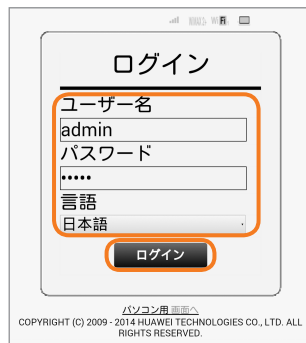 ログイン
ユーザー名
admin
パスワード
•••••
言語
日本語
ログイン
パソコン用 画面へ
COPYRIGHT (C) 2009 - 2014 HUAWEI TECHNOLOGIES CO., LTD. ALL
RIGHTS RESERVED.